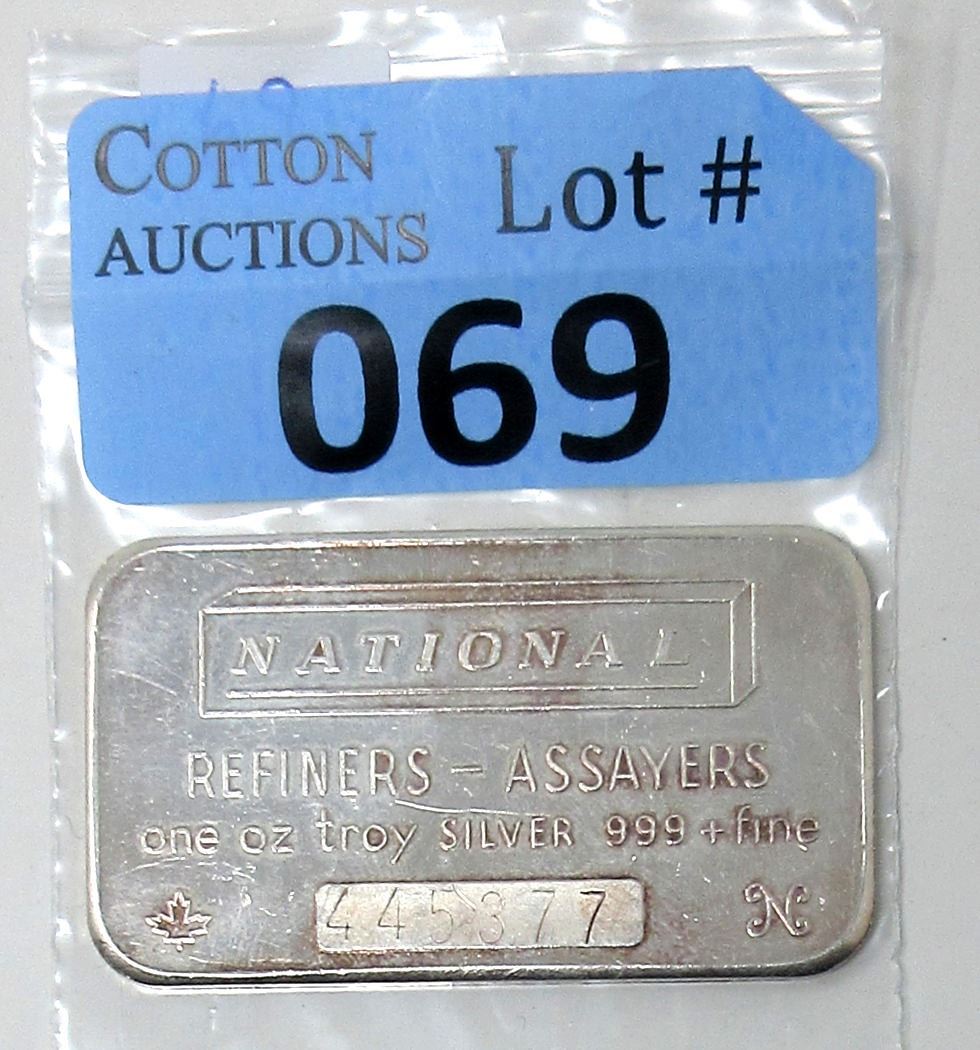 COTTON
AUCTIONS
Lot #
069
NATIONAL
REFINERS – ASSAYERS
one oz troy SILVER 999+fine
445377
N